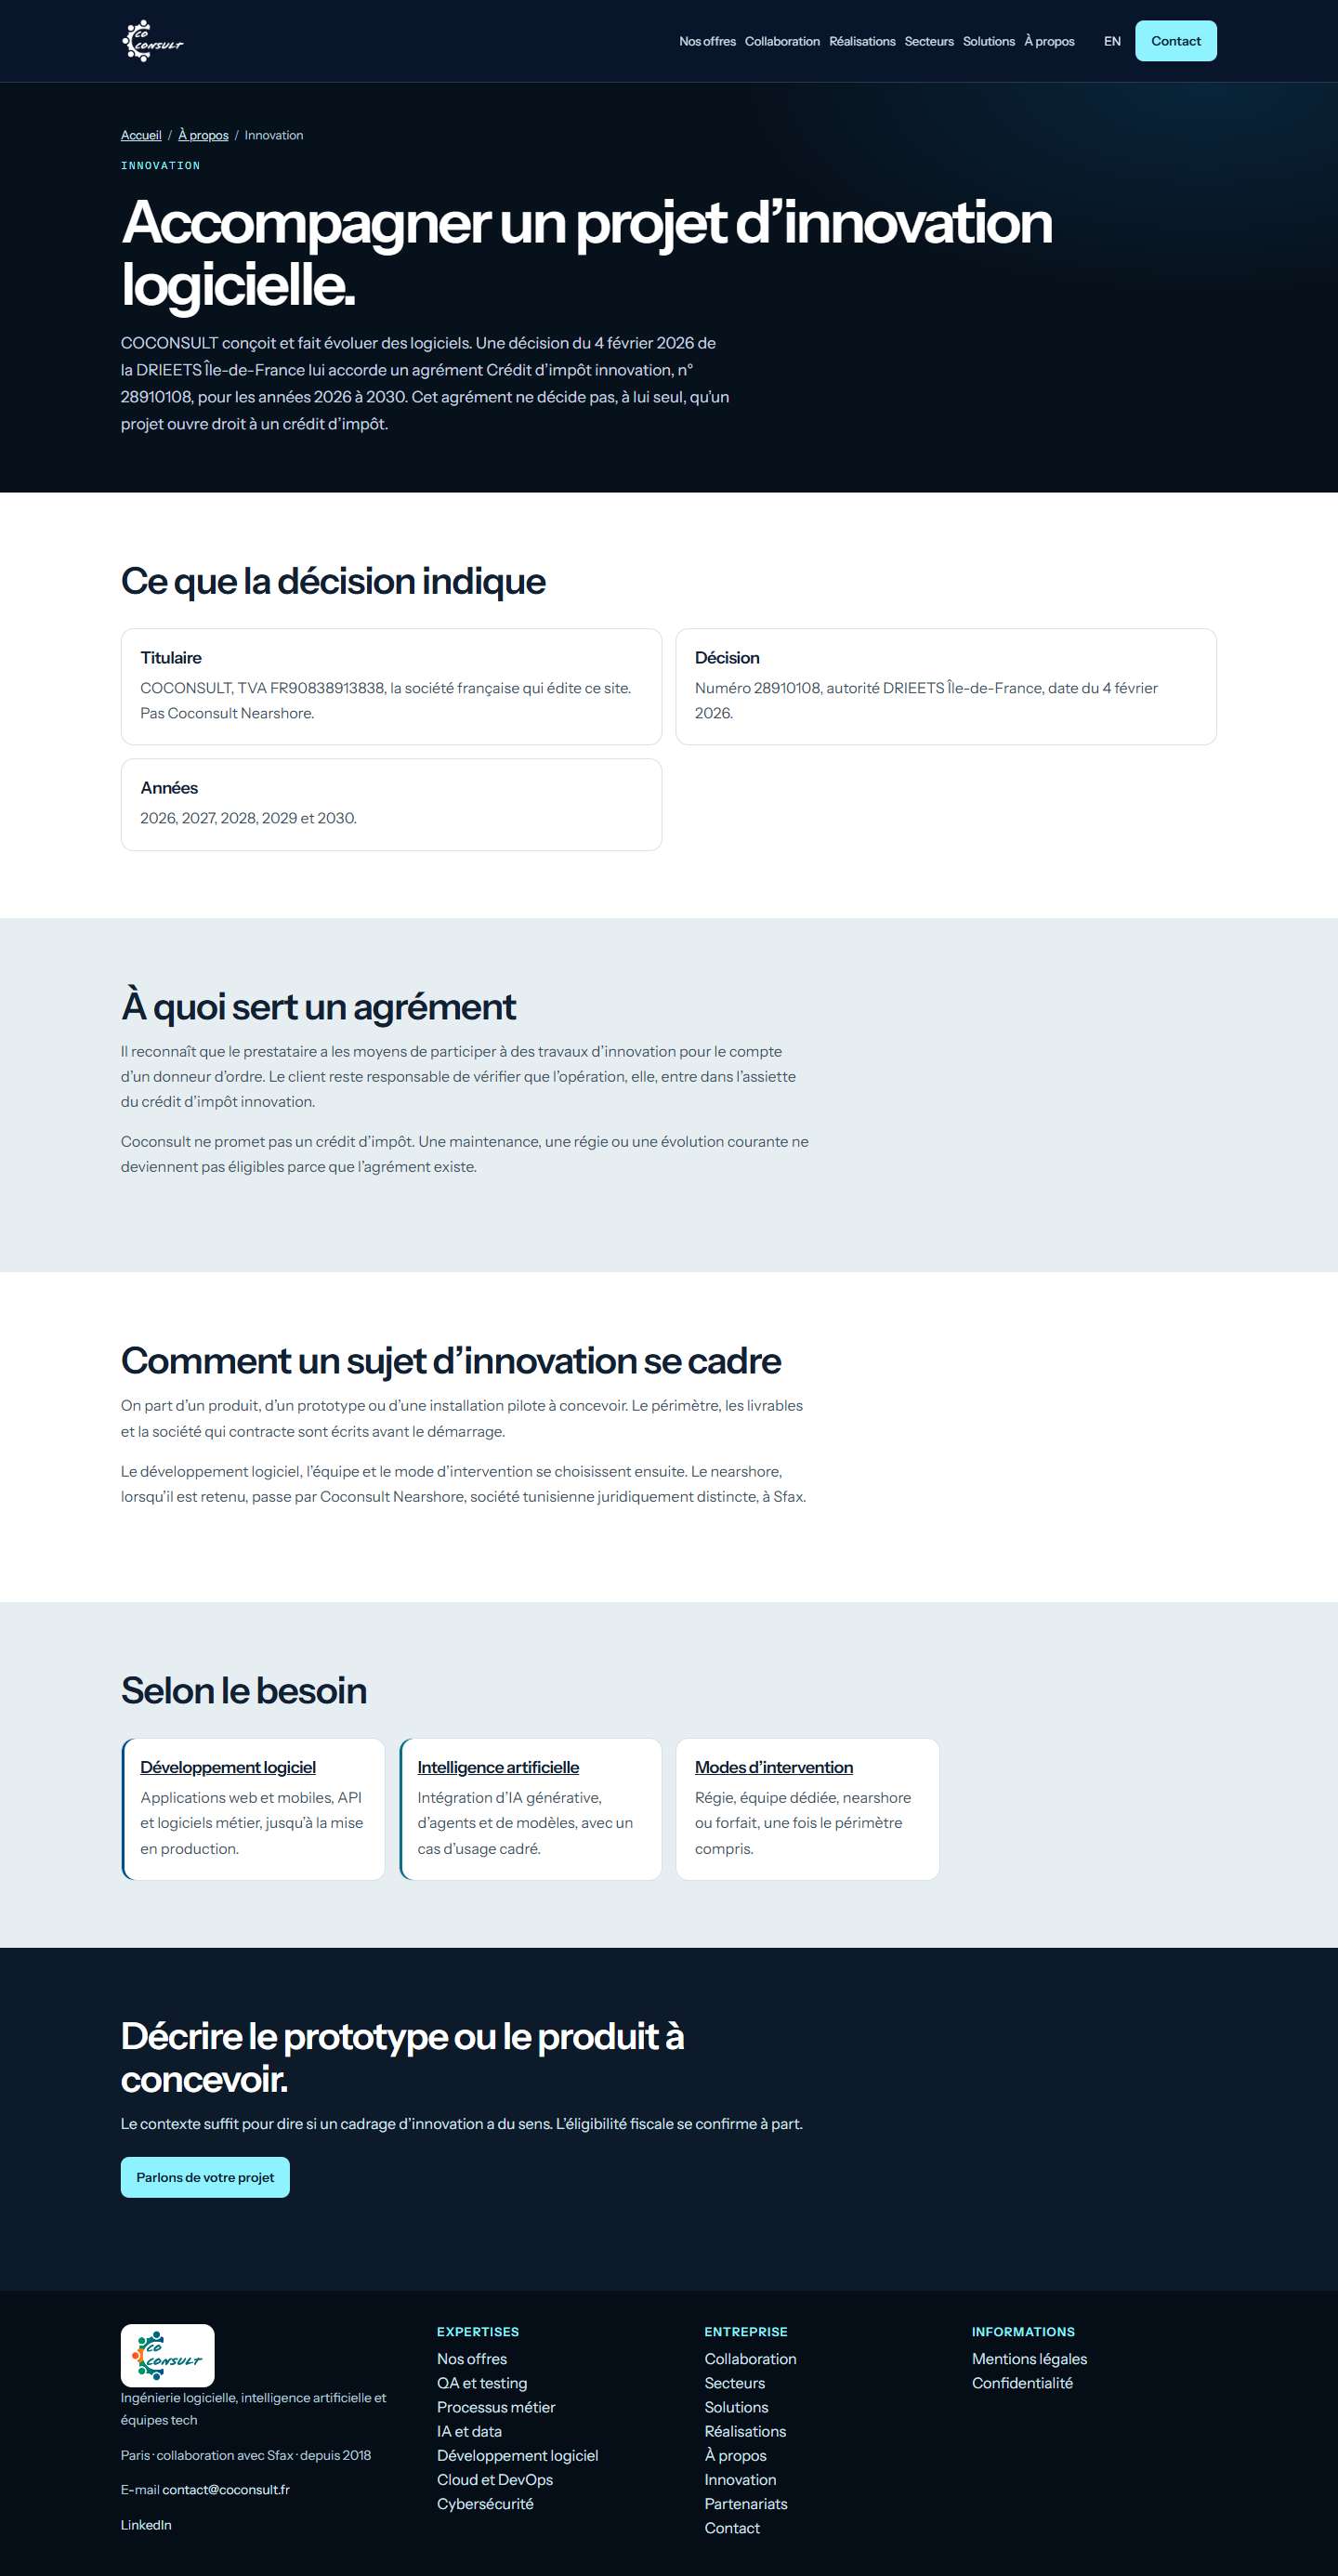 CO
CONSULT
Nos offres Collaboration Réalisations Secteurs Solutions À propos EN Contact
Accueil / À propos / Innovation
INNOVATION
Accompagner un projet d’innovation
logicielle.
COCONSULT conçoit et fait évoluer des logiciels. Une décision du 4 février 2026 de
la DRIEETS Île-de-France lui accorde un agrément Crédit d’impôt innovation, n°
28910108, pour les années 2026 à 2030. Cet agrément ne décide pas, à lui seul, qu’un
projet ouvre droit à un crédit d’impôt.
Ce que la décision indique
Titulaire
COCONSULT, TVA FR90838913838, la société française qui édite ce site.
Pas Coconsult Nearshore.
Décision
Numéro 28910108, autorité DRIEETS Île-de-France, date du 4 février
2026.
Années
2026, 2027, 2028, 2029 et 2030.
À quoi sert un agrément
Il reconnaît que le prestataire a les moyens de participer à des travaux d’innovation pour le compte
d’un donneur d’ordre. Le client reste responsable de vérifier que l’opération, elle, entre dans l’assiette
du crédit d’impôt innovation.
Coconsult ne promet pas un crédit d’impôt. Une maintenance, une régie ou une évolution courante ne
deviennent pas éligibles parce que l’agrément existe.
Comment un sujet d’innovation se cadre
On part d’un produit, d’un prototype ou d’une installation pilote à concevoir. Le périmètre, les livrables
et la société qui contracte sont écrits avant le démarrage.
Le développement logiciel, l’équipe et le mode d’intervention se choisissent ensuite. Le nearshore,
lorsqu’il est retenu, passe par Coconsult Nearshore, société tunisienne juridiquement distincte, à Sfax.
Selon le besoin
Développement logiciel
Applications web et mobiles, API
et logiciels métier, jusqu’à la mise
en production.
Intelligence artificielle
Intégration d’IA générative,
d’agents et de modèles, avec un
cas d’usage cadré.
Modes d’intervention
Régie, équipe dédiée, nearshore
ou forfait, une fois le périmètre
compris.
Décrire le prototype ou le produit à
concevoir.
Le contexte suffit pour dire si un cadrage d’innovation a du sens. L’éligibilité fiscale se confirme à part.
Parlons de votre projet
CO
CONSULT
Ingénierie logicielle, intelligence artificielle et
équipes tech
Paris · collaboration avec Sfax · depuis 2018
E-mail contact@coconsult.fr
LinkedIn
EXPERTISES
Nos offres
QA et testing
Processus métier
IA et data
Développement logiciel
Cloud et DevOps
Cybersécurité
ENTREPRISE
Collaboration
Secteurs
Solutions
Réalisations
À propos
Innovation
Partenariats
Contact
INFORMATIONS
Mentions légales
Confidentialité